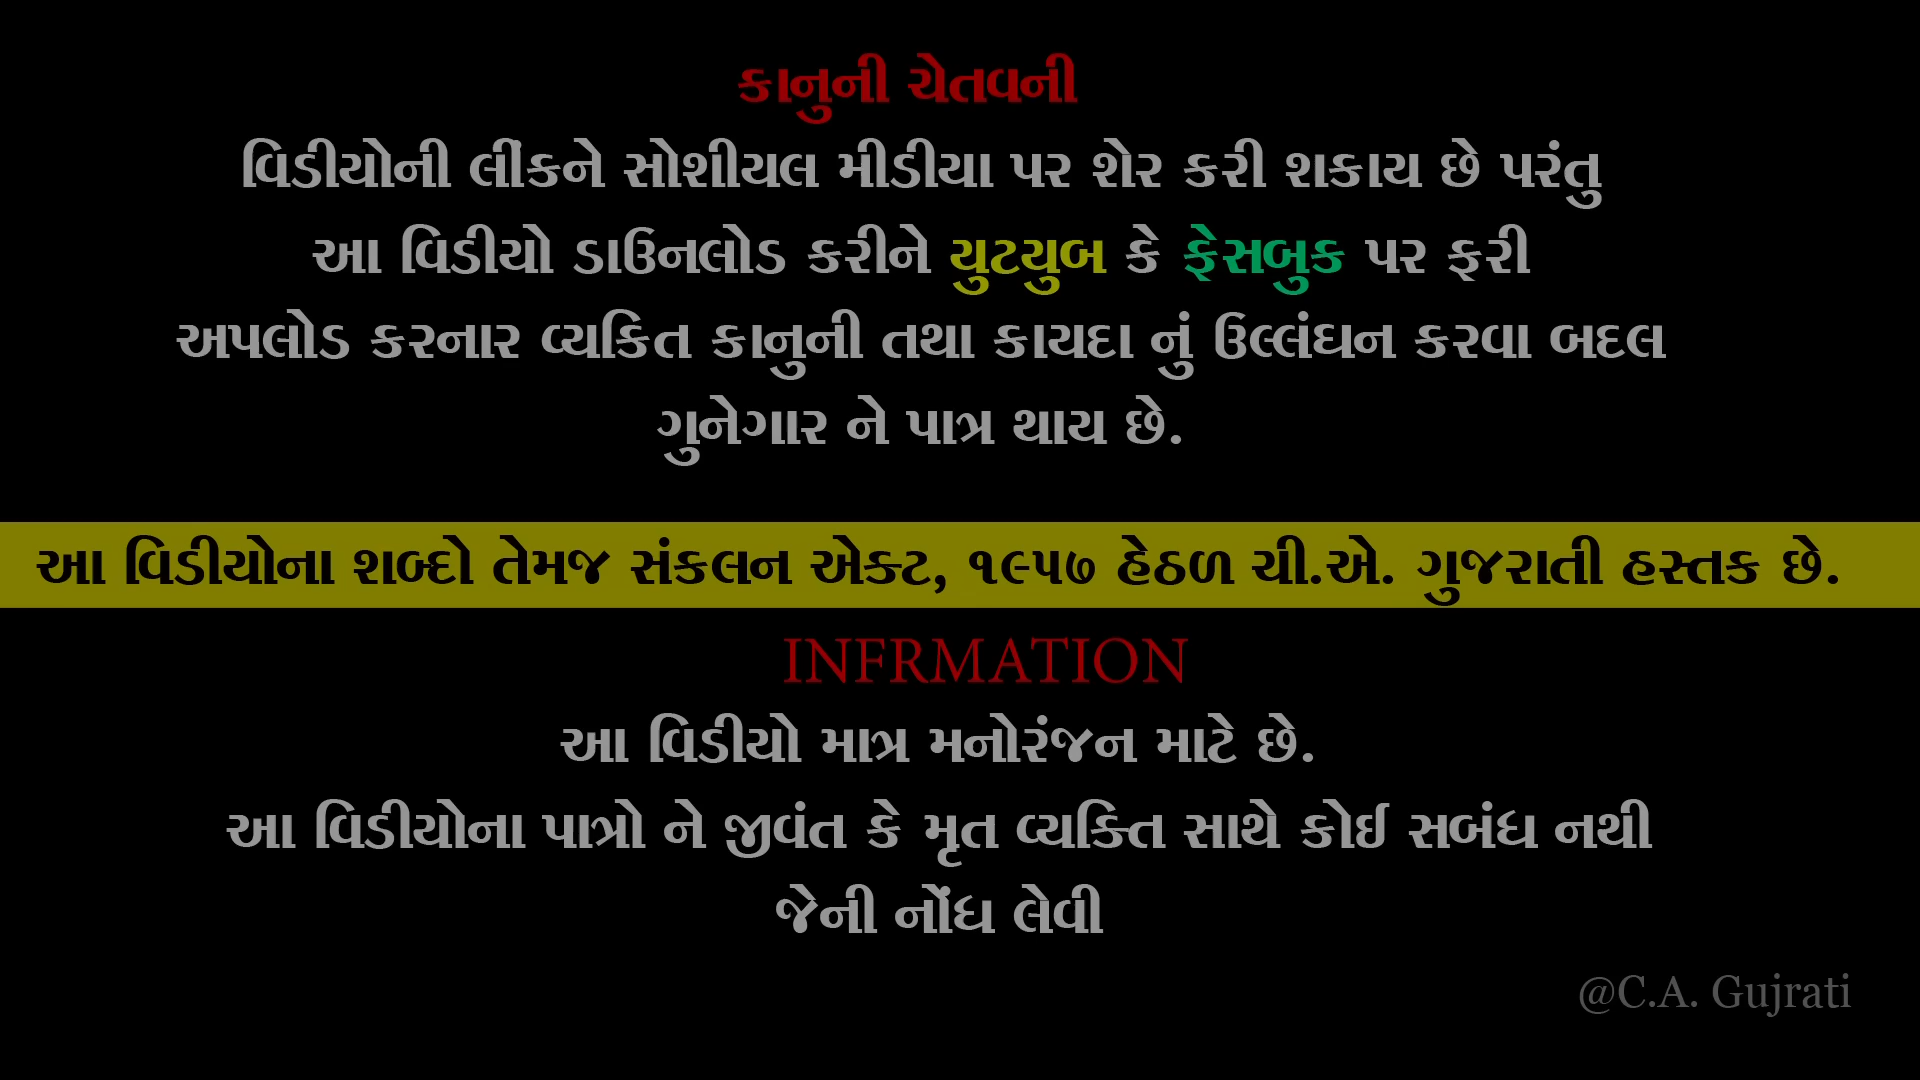 કાનુની ચેતવની
વિડીયોની લીંકને સોશીયલ મીડીયા પર શેર કરી શકાય છે પરંતુ
આ વિડીયો ડાઉનલોડ કરીને યુટયુબ કે ફેસબુક પર ફરી
અપલોડ કરનાર વ્યકિત કાનુની તથા કાયદા નું ઉલ્લંઘન કરવા બદલ
ગુનેગાર ને પાત્ર થાય છે.
આ વિડીયોના શબ્દો તેમજ સંકલન એક્ટ, ૧૯૫૭ હેઠળ ચી.એ. ગુજરાતી હસ્તક છે.
INFRMATION
આ વિડીયો માત્ર મનોરંજન માટે છે.
આ વિડીયોના પાત્રો ને જીવંત કે મૃત વ્યક્તિ સાથે કોઈ સબંધ નથી
જેની નોંધ લેવી
@C.A. Gujrati